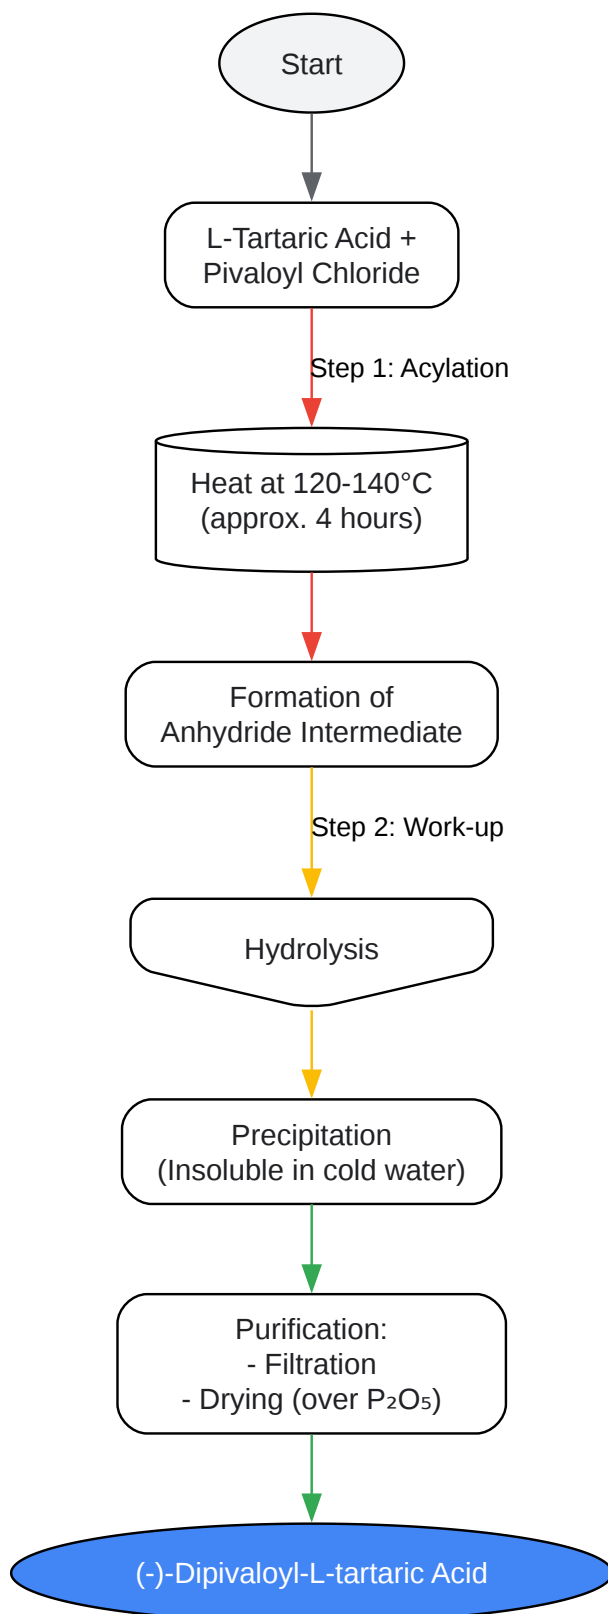 Start
L-Tartaric Acid +
Pivaloyl Chloride
Step 1: Acylation
Heat at 120-140°C
(approx. 4 hours)
Formation of
Anhydride Intermediate
Step 2: Work-up
Hydrolysis
Precipitation
(Insoluble in cold water)
Purification:
- Filtration
- Drying (over P₂O₅)
(-)-Dipivaloyl-L-tartaric Acid